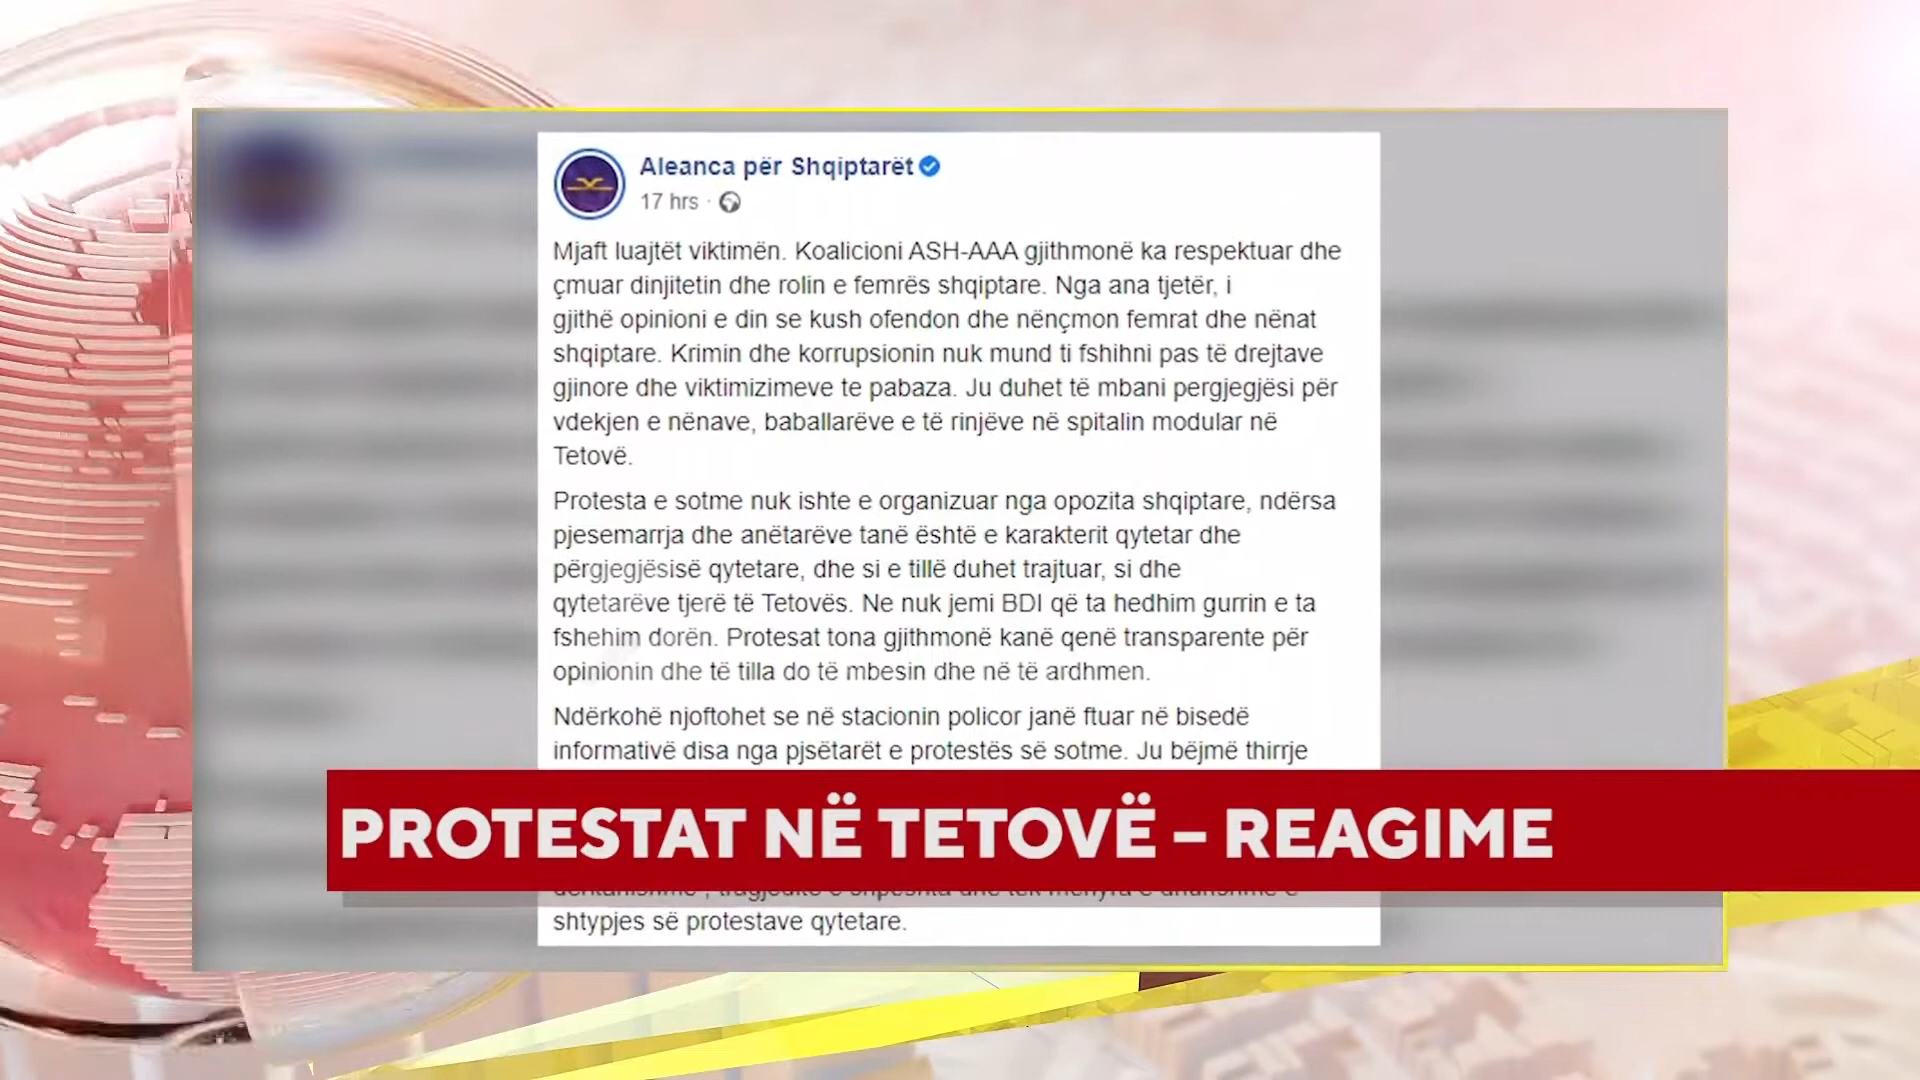 Aleanca për Shqiptarët
17 hrs ·
Mjaft luajtët viktimën. Koalicioni ASH-AAA gjithmonë ka respektuar dhe
çmuar dinjitetin dhe rolin e femrës shqiptare. Nga ana tjetër, i
gjithë opinioni e din se kush ofendon dhe nënçmon femrat dhe nënat
shqiptare. Krimin dhe korrupsionin nuk mund ti fshihni pas të drejtave
gjinore dhe viktimizimeve te pabaza. Ju duhet të mbani pergjegjësi për
vdekjen e nënave, baballarëve e të rinjëve në spitalin modular në
Tetovë.
Protesta e sotme nuk ishte e organizuar nga opozita shqiptare, ndërsa
pjesemarrja dhe anëtarëve tanë është e karakterit qytetar dhe
përgjegjësisë qytetare, dhe si e tillë duhet trajtuar, si dhe
qytetarëve tjerë të Tetovës. Ne nuk jemi BDI që ta hedhim gurrin e ta
fshehim dorën. Protesat tona gjithmonë kanë qenë transparente për
opinionin dhe të tilla do të mbesin dhe në të ardhmen.
Ndërkohë njoftohet se në stacionin policor janë ftuar në bisedë
informativë disa nga pjsëtarët e protestës së sotme. Ju bëjmë thirrje
PROTESTAT NË TETOVË – REAGIME
shtypjes së protestave qytetare.